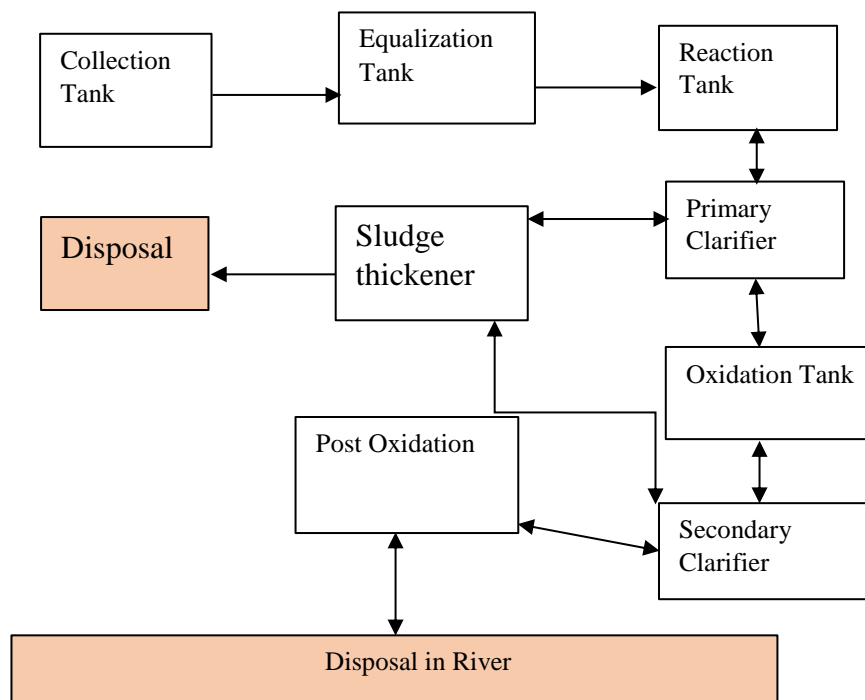 Collection
Tank
Equalization
Tank
Reaction
Tank
Disposal
Sludge
thickener
Primary
Clarifier
Oxidation Tank
Post Oxidation
Secondary
Clarifier
Disposal in River